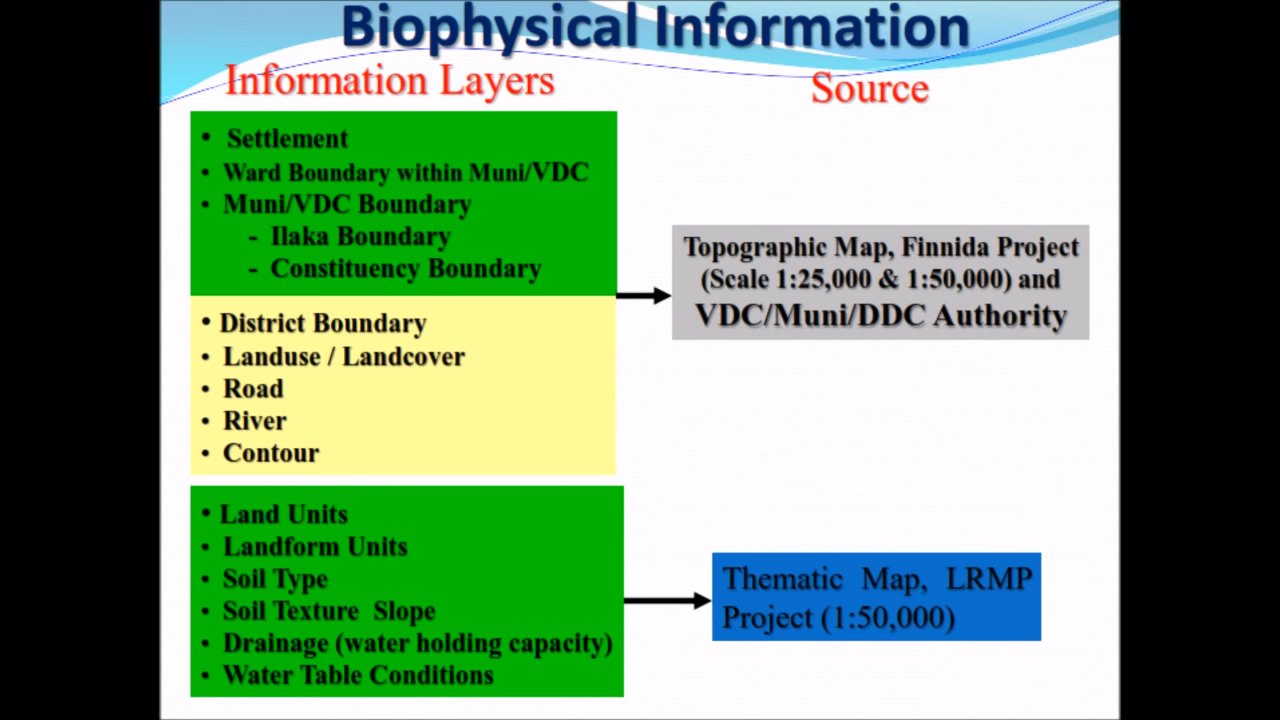 Biophysical Information
Information Layers
Source
• Settlement
• Ward Boundary within Muni/VDC
• Muni/VDC Boundary
- Ilaka Boundary
- Constituency Boundary
• District Boundary
• Landuse / Landcover
• Road
• River
• Contour
Topographic Map, Finnida Project
(Scale 1:25,000 & 1:50,000) and
VDC/Muni/DDC Authority
• Land Units
• Landform Units
• Soil Type
• Soil Texture Slope
• Drainage (water holding capacity)
• Water Table Conditions
Thematic Map, LRMP
Project (1:50,000)